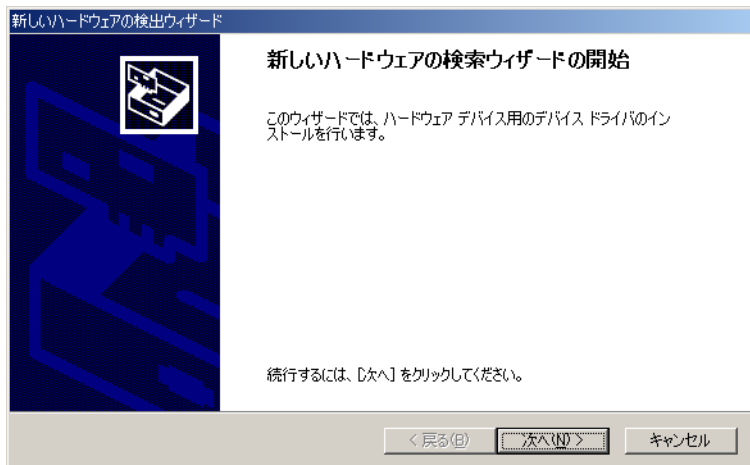 新しいハードウェアの検出ウィザード
新しいハードウェアの検索ウィザードの開始
このウィザードでは、ハードウェア デバイス用のデバイス ドライバのイン
ストールを行います。
続行するには、[次へ] をクリックしてください。
< 戻る(B)
次へ(N) >
キャンセル